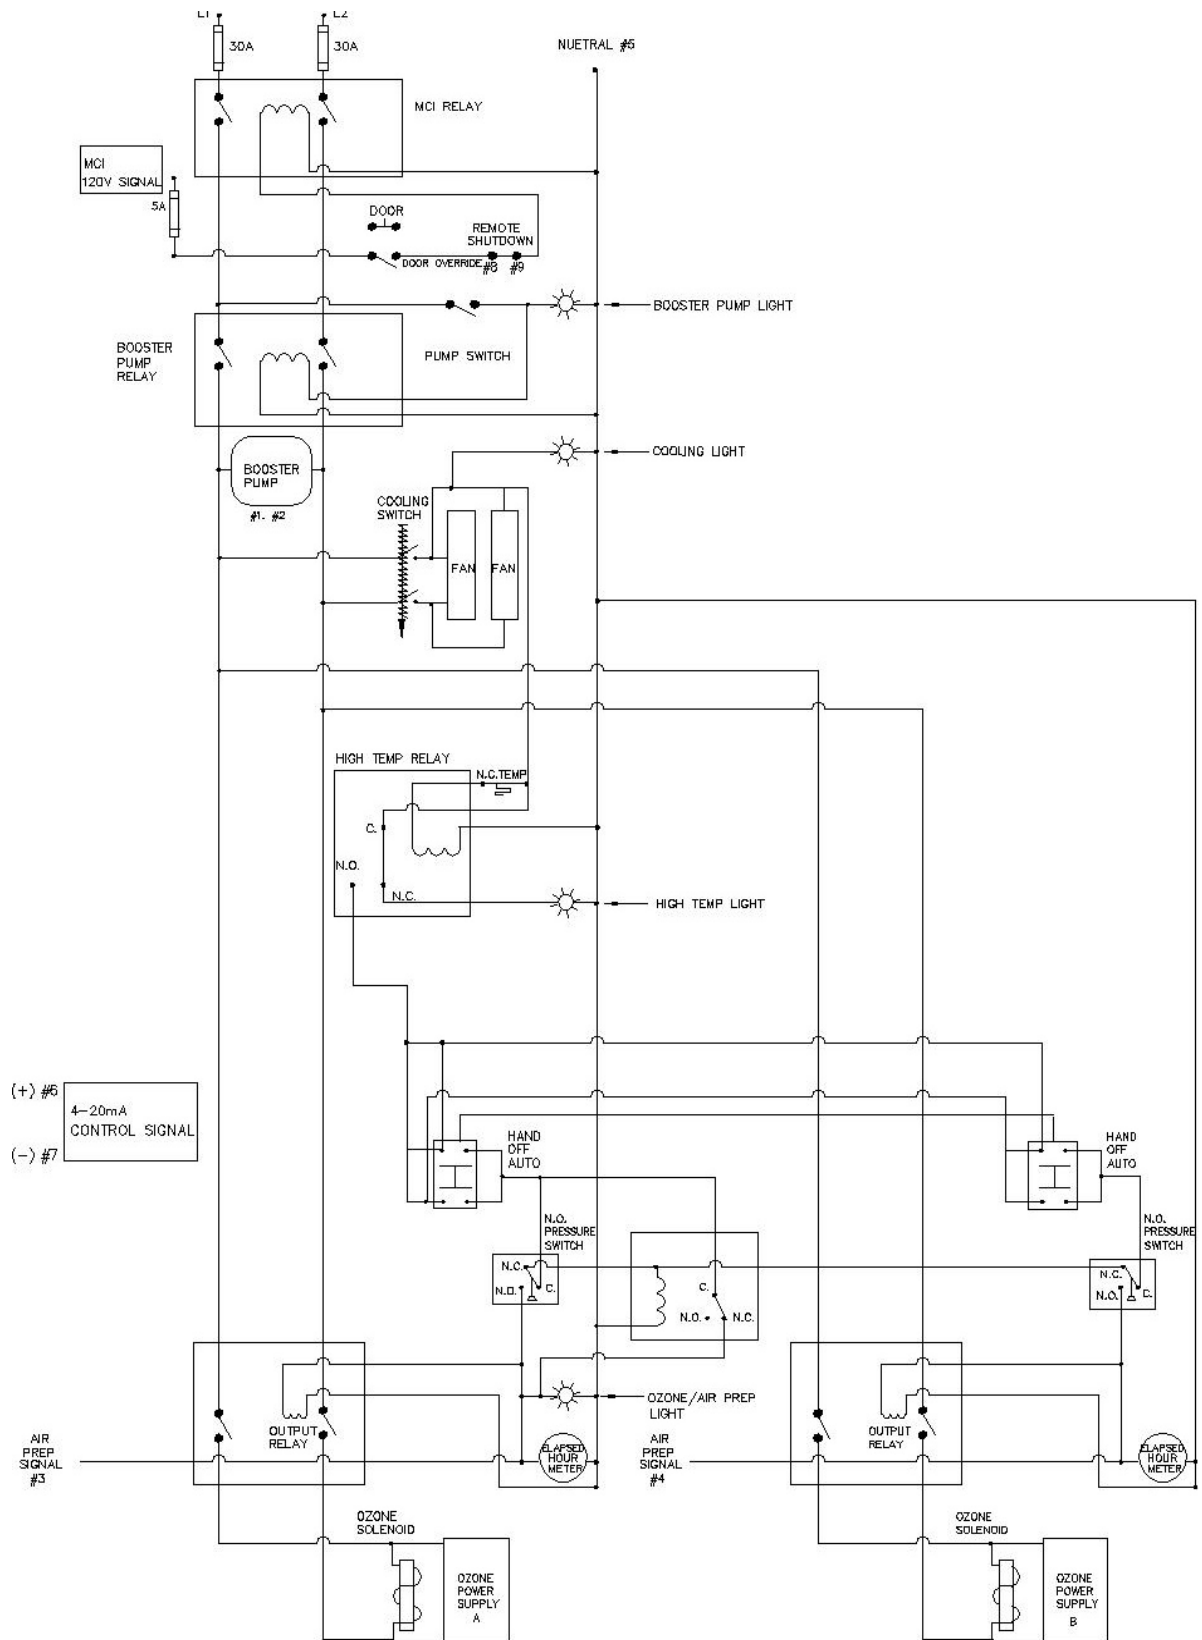 L1
L2
30A
30A
NUETRAL #5
MCI RELAY
MCI
120V SIGNAL
5A
DOOR
REMOTE
SHUTDOWN
DOOR OVERRIDE
#8
#9
BOOSTER PUMP LIGHT
BOOSTER
PUMP
RELAY
PUMP SWITCH
COOLING LIGHT
BOOSTER
PUMP
#1. #2
COOLING
SWITCH
FAN
FAN
HIGH TEMP RELAY
N.C.TEMP
C.
N.O.
N.C.
HIGH TEMP LIGHT
(+) #6
4-20mA
CONTROL SIGNAL
(-) #7
HAND
OFF
AUTO
HAND
OFF
AUTO
N.O.
PRESSURE
SWITCH
N.C.
N.O.
C.
C.
N.O.
N.C.
N.O.
PRESSURE
SWITCH
N.C.
N.O.
C.
OZONE/AIR PREP
LIGHT
OUTPUT
RELAY
OUTPUT
RELAY
AIR
PREP
SIGNAL
#3
ELAPSED
HOUR
METER
AIR
PREP
SIGNAL
#4
ELAPSED
HOUR
METER
OZONE
SOLENOID
OZONE
SOLENOID
OZONE
POWER
SUPPLY
A
OZONE
POWER
SUPPLY
B